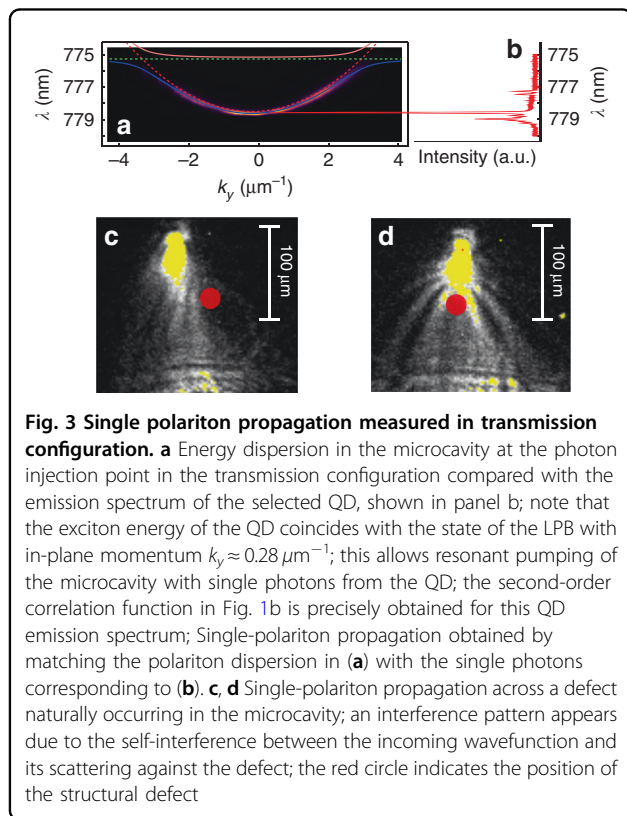 775
777
779
λ (nm)
a
−4
−2
0
2
4
k_y (μm⁻¹)
b
775
777
779
λ (nm)
Intensity (a.u.)
c
100 μm
d
100 μm
Fig. 3 Single polariton propagation measured in transmission
configuration. a Energy dispersion in the microcavity at the photon
injection point in the transmission configuration compared with the
emission spectrum of the selected QD, shown in panel b; note that
the exciton energy of the QD coincides with the state of the LPB with
in-plane momentum k_y ≈ 0.28 μm⁻¹; this allows resonant pumping of
the microcavity with single photons from the QD; the second-order
correlation function in Fig. 1b is precisely obtained for this QD
emission spectrum; Single-polariton propagation obtained by
matching the polariton dispersion in (a) with the single photons
corresponding to (b). c, d Single-polariton propagation across a defect
naturally occurring in the microcavity; an interference pattern appears
due to the self-interference between the incoming wavefunction and
its scattering against the defect; the red circle indicates the position of
the structural defect